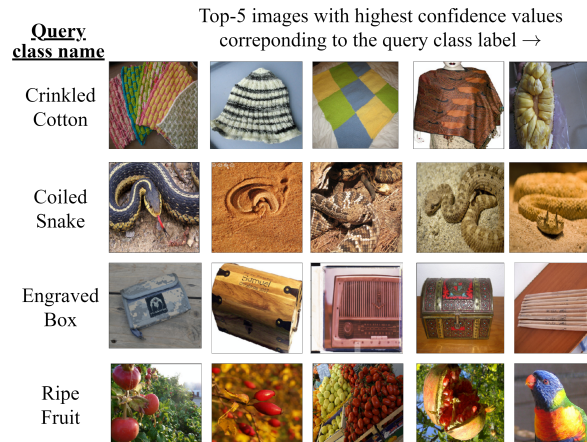 Query
class name
Top-5 images with highest confidence values
correponding to the query class label →
Crinkled
Cotton
Coiled
Snake
Engraved
Box
Ripe
Fruit